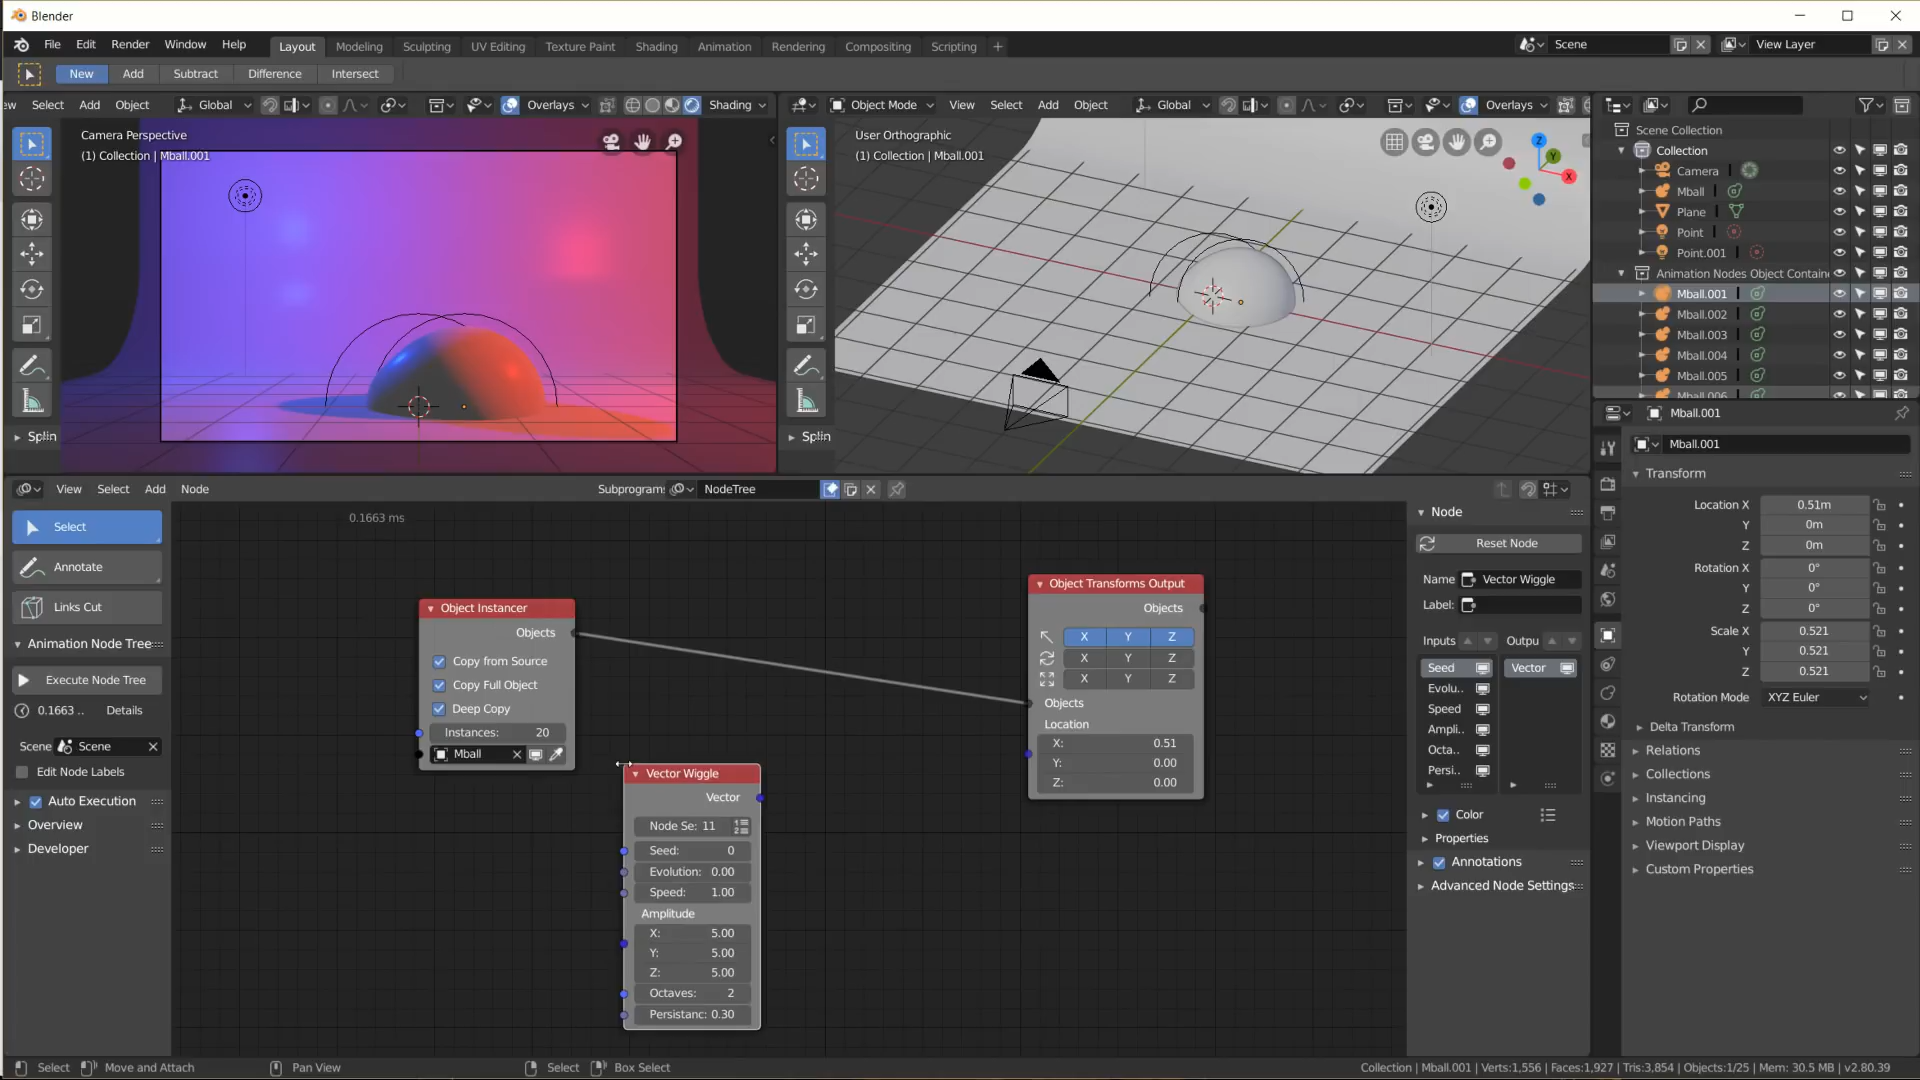 Blender
File Edit Render Window Help Layout Modeling Sculpting UV Editing Texture Paint Shading Animation Rendering Compositing Scripting + Scene View Layer
New Add Subtract Difference Intersect
ew Select Add Object Global Overlays Shading Object Mode View Select Add Object Global Overlays
Camera Perspective
(1) Collection | Mball.001
User Orthographic
(1) Collection | Mball.001
Z
Y
X
Splin
Splin
Scene Collection
Collection
Camera
Mball
Plane
Point
Point.001
Animation Nodes Object Containe
Mball.001
Mball.002
Mball.003
Mball.004
Mball.005
Mball.006
Mball.001
Mball.001
Transform
Location X 0.51m
Y 0m
Z 0m
Rotation X 0°
Y 0°
Z 0°
Scale X 0.521
Y 0.521
Z 0.521
Rotation Mode XYZ Euler
Delta Transform
Relations
Collections
Instancing
Motion Paths
Viewport Display
Custom Properties
View Select Add Node Subprograms NodeTree
Select
Annotate
Links Cut
Animation Node Tree
Execute Node Tree
0.1663 .. Details
Scene Scene
Edit Node Labels
Auto Execution
Overview
Developer
0.1663 ms
Object Instancer
Objects
Copy from Source
Copy Full Object
Deep Copy
Instances: 20
Mball
Vector Wiggle
Vector
Node Se: 11
Seed: 0
Evolution: 0.00
Speed: 1.00
Amplitude
X: 5.00
Y: 5.00
Z: 5.00
Octaves: 2
Persistanc: 0.30
Object Transforms Output
Objects
X Y Z
X Y Z
X Y Z
Objects
Location
X: 0.51
Y: 0.00
Z: 0.00
Node
Reset Node
Name Vector Wiggle
Label:
Inputs Outpu
Seed Vector
Evolu..
Speed
Ampli..
Octa..
Persi..
Color
Properties
Annotations
Advanced Node Settings
Select Move and Attach Pan View Select Box Select Collection | Mball.001 | Verts:1,556 | Faces:1,927 | Tris:3,854 | Objects:1/25 | Mem: 30.5 MB | v2.80.39